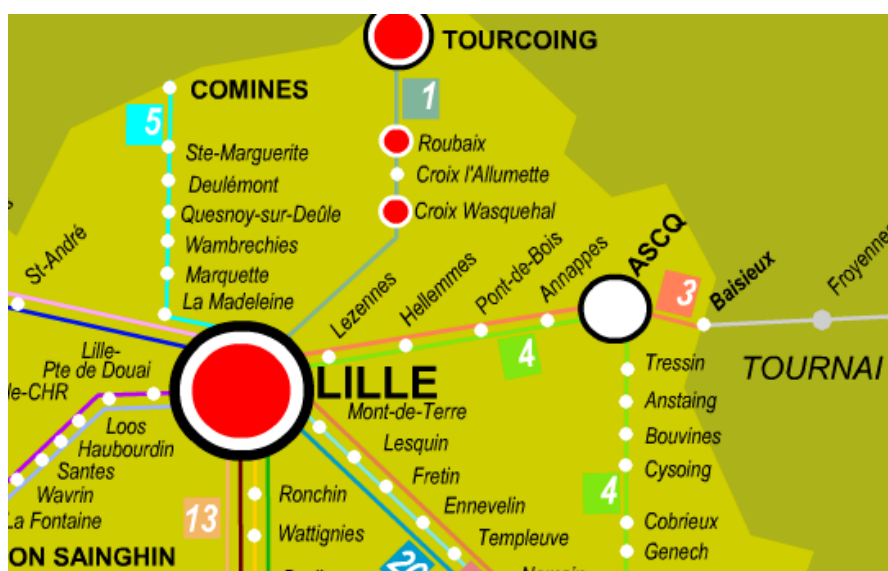 TOURCOING
COMINES
1
5
Roubaix
Ste-Marguerite
Croix l'Allumette
Deulémont
Croix Wasquehal
Quesnoy-sur-Deûle
Wambrechies
St-André
Marquette
La Madeleine
Lezennes
Hellemmes
Pont-de-Bois
Annappes
ASCQ
3
Baisieux
Froyennes
4
TOURNAI
Lille-
Pte de Douai
le-CHR
LILLE
Tressin
Anstaing
Bouvines
Cysoing
4
Cobrieux
Genech
Mont-de-Terre
Lesquin
Fretin
Ennevelin
Templeuve
Loos
Haubourdin
Santes
Wavrin
La Fontaine
Ronchin
13
Wattignies
ON SAINGHIN
20